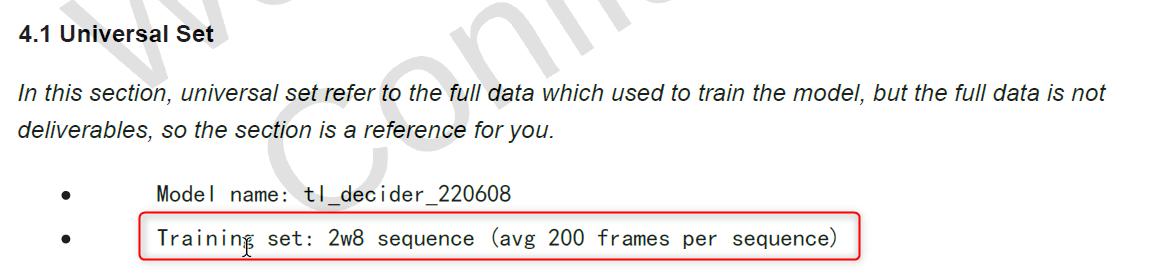 4.1 Universal Set
In this section, universal set refer to the full data which used to train the model, but the full data is not
deliverables, so the section is a reference for you.
• Model name: tl_decider_220608
• Training set: 2w8 sequence (avg 200 frames per sequence)